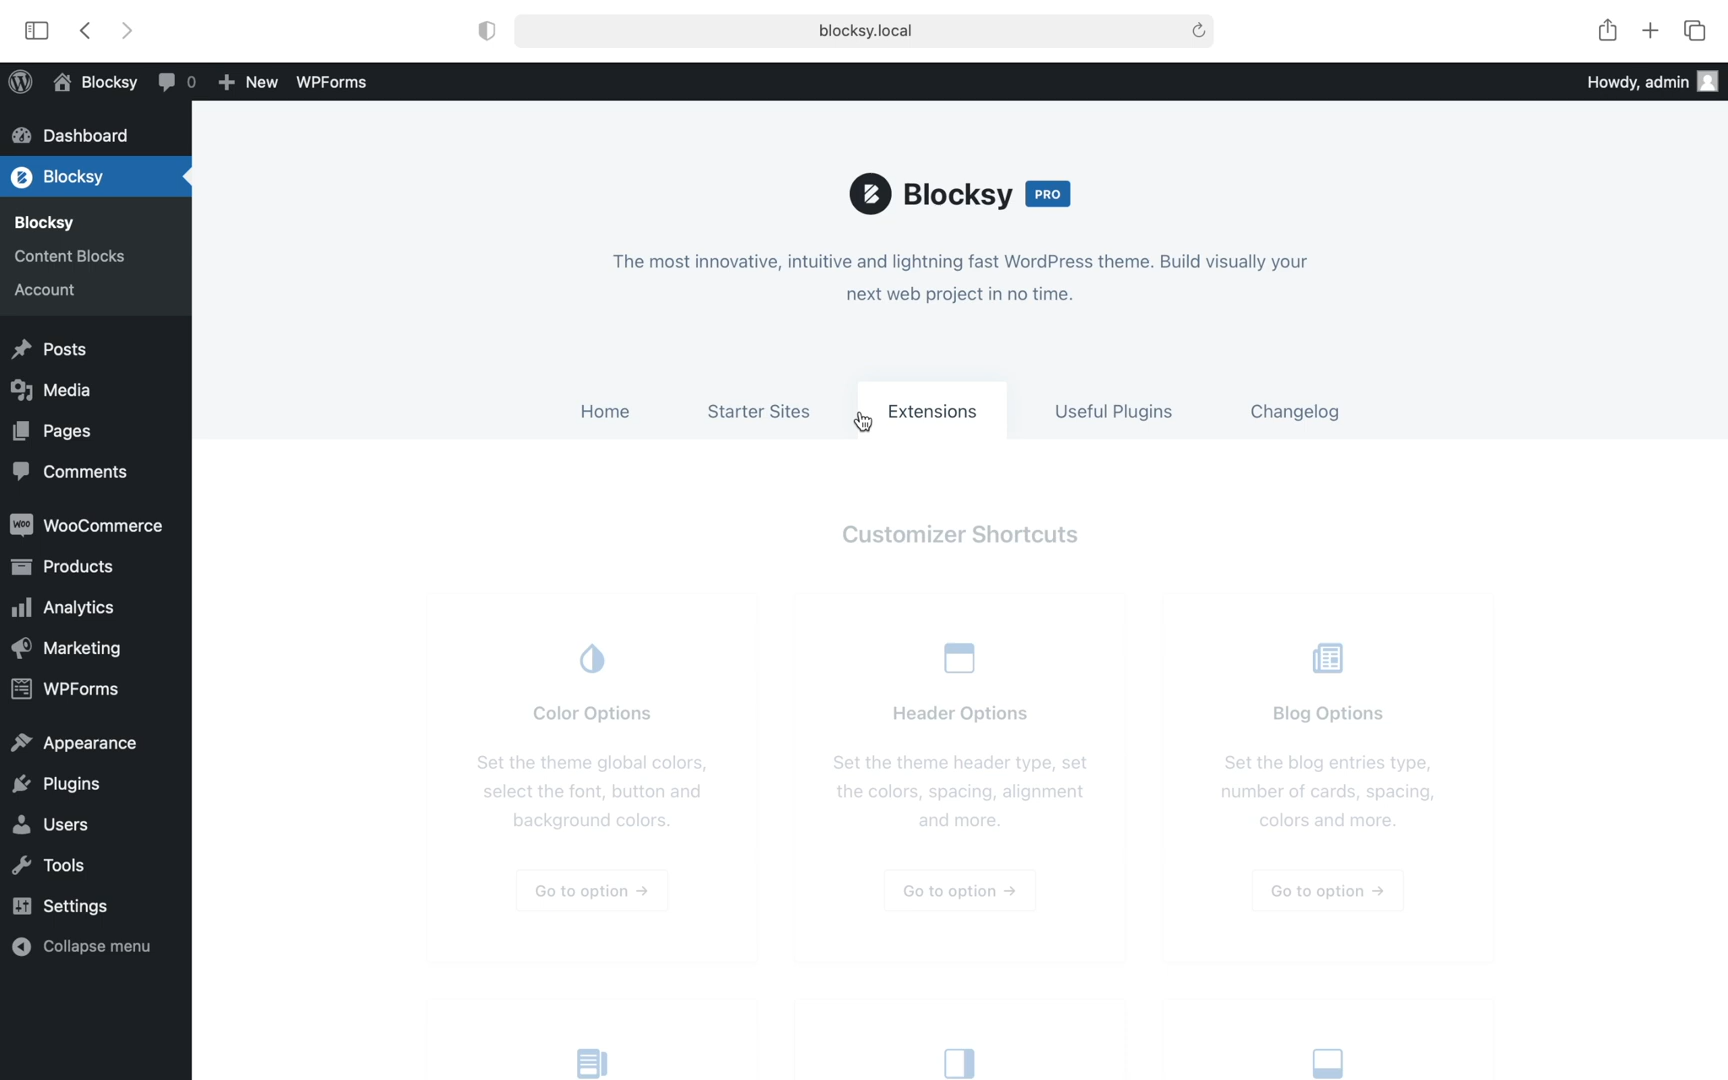 blocksy.local
Blocksy
0
New
WPForms
Howdy, admin
Dashboard
Blocksy
Blocksy
Content Blocks
Account
Posts
Media
Pages
Comments
WooCommerce
Products
Analytics
Marketing
WPForms
Appearance
Plugins
Users
Tools
Settings
Collapse menu
Blocksy PRO
The most innovative, intuitive and lightning fast WordPress theme. Build visually your
next web project in no time.
Home
Starter Sites
Extensions
Useful Plugins
Changelog
Customizer Shortcuts
Color Options
Set the theme global colors,
select the font, button and
background colors.
Go to option →
Header Options
Set the theme header type, set
the colors, spacing, alignment
and more.
Go to option →
Blog Options
Set the blog entries type,
number of cards, spacing,
colors and more.
Go to option →